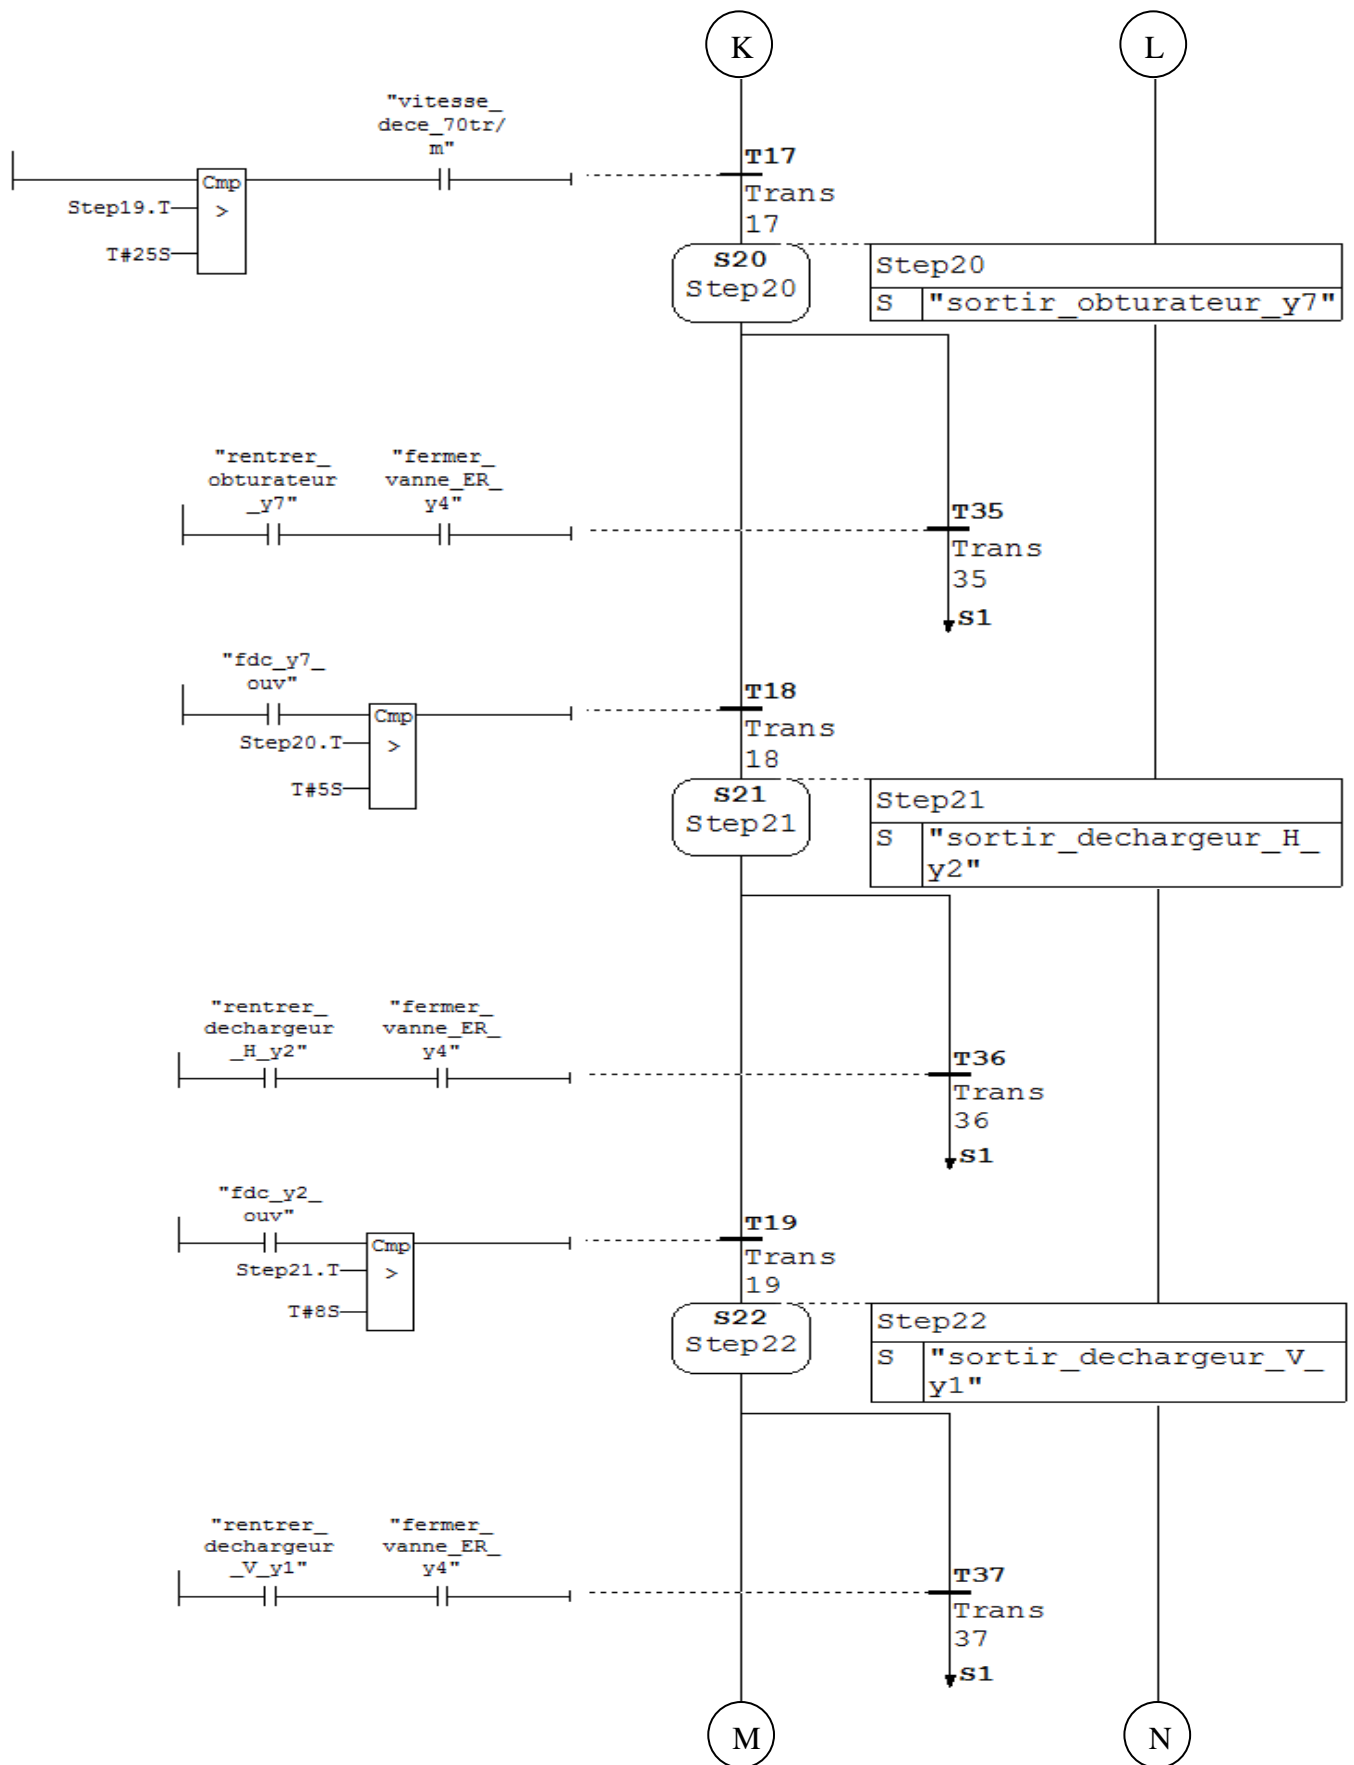 K
L
"vitesse_
dece_70tr/
m"
T17
Cmp
Trans
Step19.T
>
17
T#25S
S20
Step20
Step20
S "sortir_obturateur_y7"
"rentrer_
obturateur
_y7"
"fermer_
vanne_ER_
y4"
T35
Trans
35
S1
"fdc_y7_
ouv"
T18
Cmp
Trans
Step20.T
>
18
T#5S
S21
Step21
Step21
S "sortir_dechargeur_H_
y2"
"rentrer_
dechargeur
_H_y2"
"fermer_
vanne_ER_
y4"
T36
Trans
36
S1
"fdc_y2_
ouv"
T19
Cmp
Trans
Step21.T
>
19
T#8S
S22
Step22
Step22
S "sortir_dechargeur_V_
y1"
"rentrer_
dechargeur
_V_y1"
"fermer_
vanne_ER_
y4"
T37
Trans
37
S1
M
N